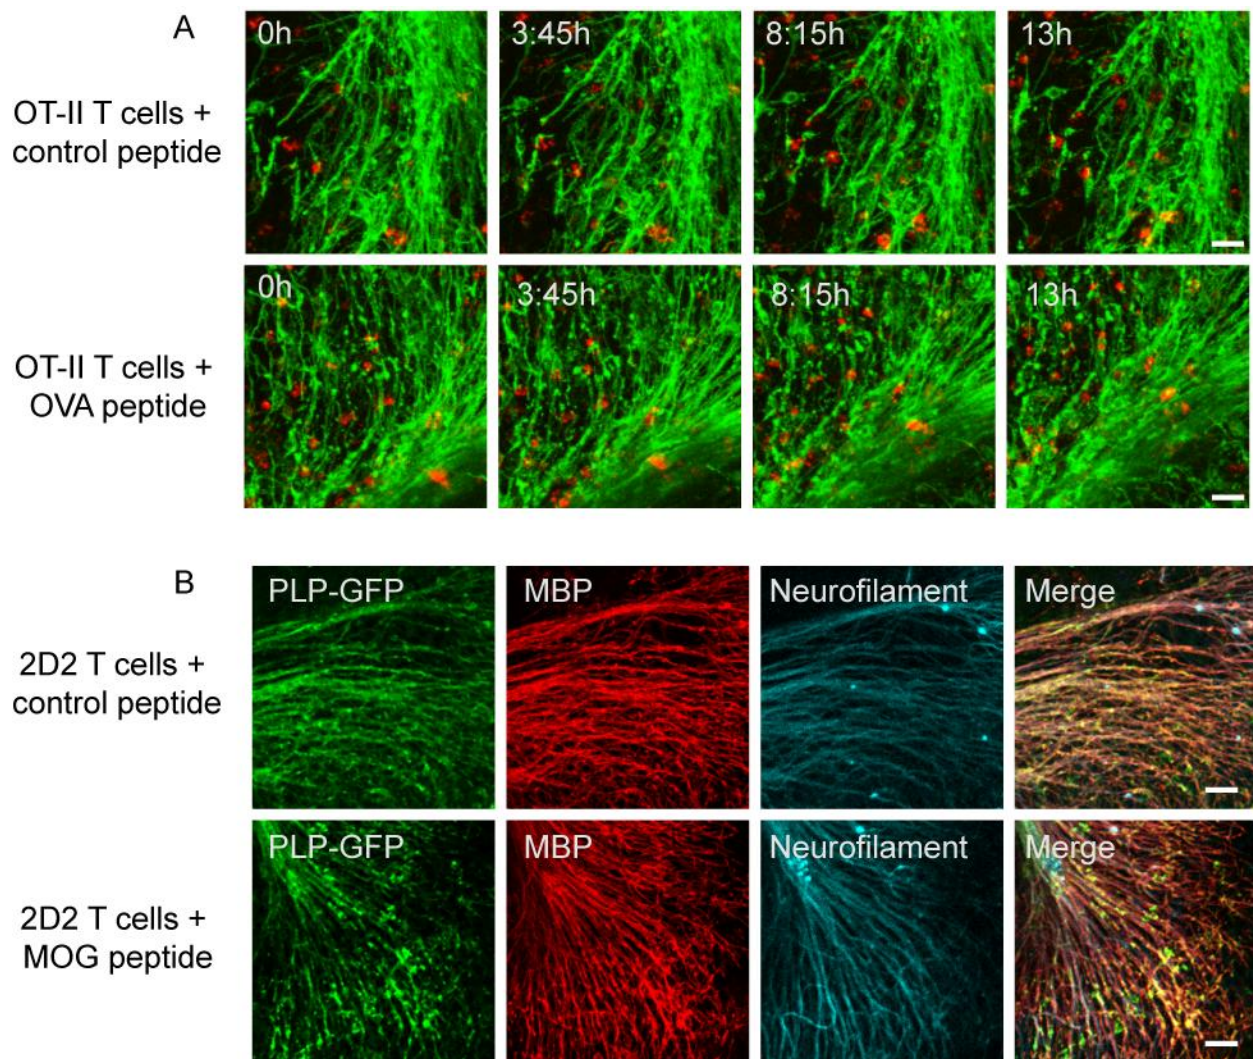 A
OT-II T cells +
control peptide
0h
3:45h
8:15h
13h
OT-II T cells +
OVA peptide
0h
3:45h
8:15h
13h
B
2D2 T cells +
control peptide
PLP-GFP
MBP
Neurofilament
Merge
2D2 T cells +
MOG peptide
PLP-GFP
MBP
Neurofilament
Merge